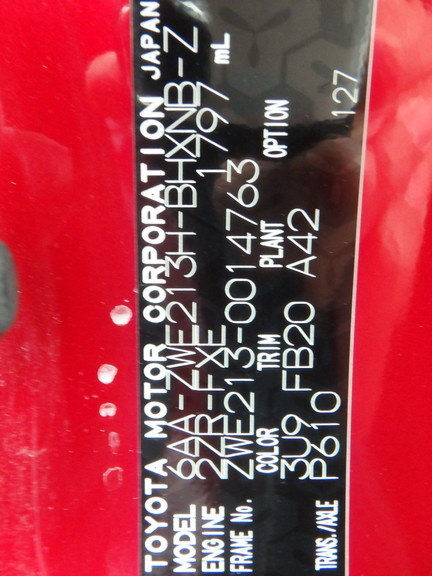 TOYOTA MOTOR CORPORATION JAPAN
MODEL 6AA-ZWE213H-BHXNB-Z
ENGINE 2ZR-FXE 1797 mL
FRAME No. ZWE213-0014763
COLOR TRIM PLANT OPTION
3U9 FB20 A42
TRANS./AXLE P610 127